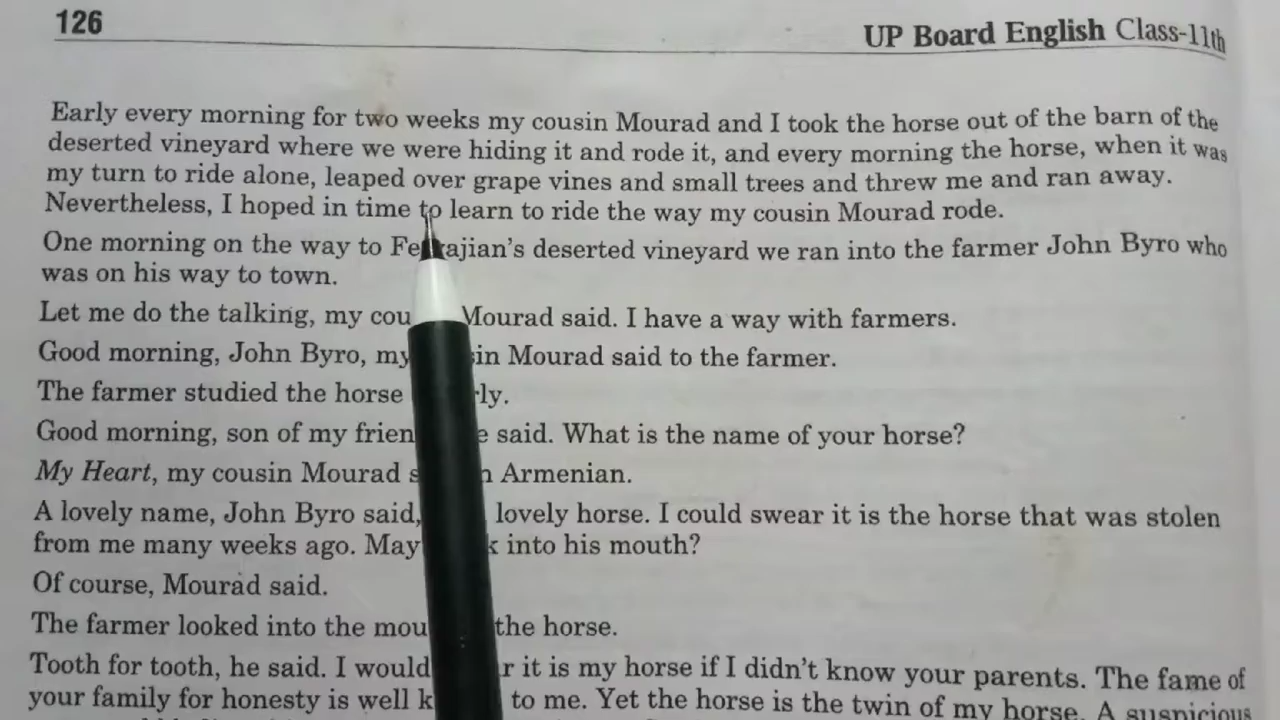 126
UP Board English Class-11th
Early every morning for two weeks my cousin Mourad and I took the horse out of the barn of the
deserted vineyard where we were hiding it and rode it, and every morning the horse, when it was
my turn to ride alone, leaped over grape vines and small trees and threw me and ran away.
Nevertheless, I hoped in time to learn to ride the way my cousin Mourad rode.
One morning on the way to deserted vineyard we ran into the farmer John Byro who
was on his way to town.
Let me do the talking, my Mourad said. I have a way with farmers.
Good morning, John Byro, my Mourad said to the farmer.
The farmer studied the horse
Good morning, son of my said. What is the name of your horse?
My Heart, my cousin Mourad Armenian.
A lovely name, John Byro said, lovely horse. I could swear it is the horse that was stolen
from me many weeks ago. May into his mouth?
Of course, Mourad said.
The farmer looked into the the horse.
Tooth for tooth, he said. I would it is my horse if I didn't know your parents. The fame of
your family for honesty is well to me. Yet the horse is the twin of my horse. A suspicious